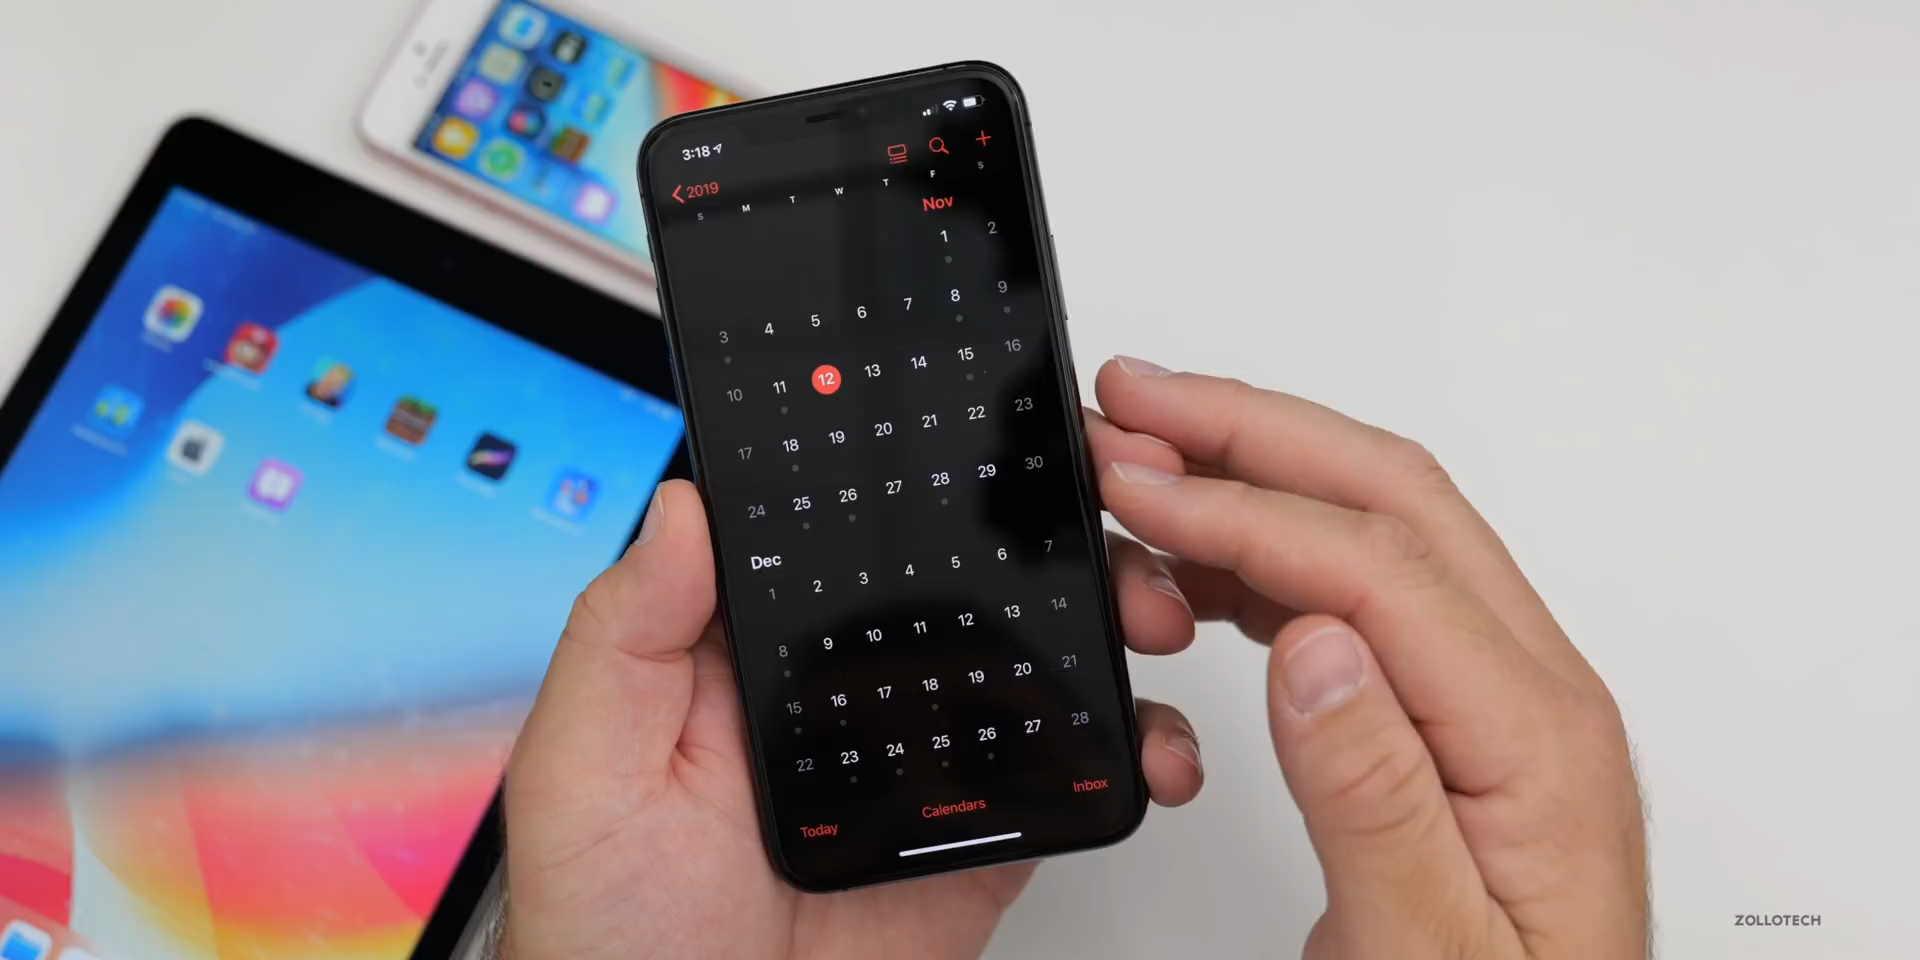 3:18
2019
S M T W T F S
Nov
1 2
3 4 5 6 7 8 9
10 11 12 13 14 15 16
17 18 19 20 21 22 23
24 25 26 27 28 29 30
Dec
1 2 3 4 5 6 7
8 9 10 11 12 13 14
15 16 17 18 19 20 21
22 23 24 25 26 27 28
Today Calendars Inbox
ZOLLOTECH